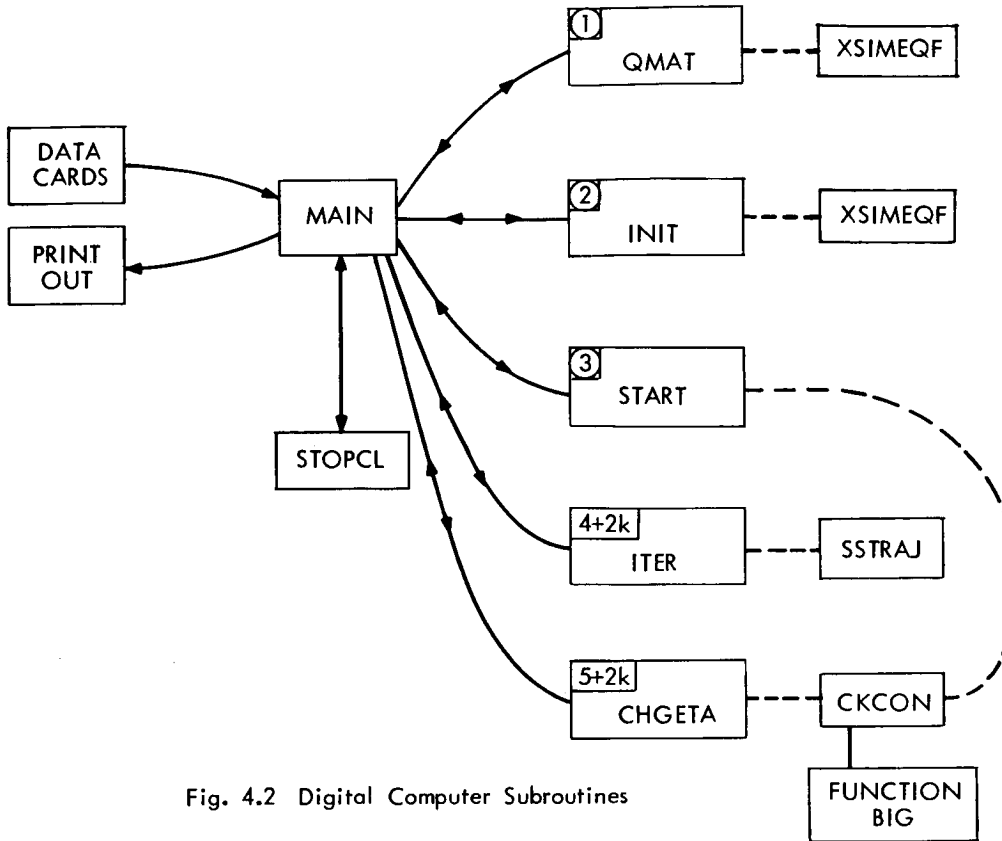 1
QMAT
XSIMEQF
DATA
CARDS
MAIN
2
INIT
XSIMEQF
PRINT
OUT
3
START
STOPCL
4+2k
ITER
SSTRAJ
5+2k
CHGETA
CKCON
FUNCTION
BIG
Fig. 4.2 Digital Computer Subroutines